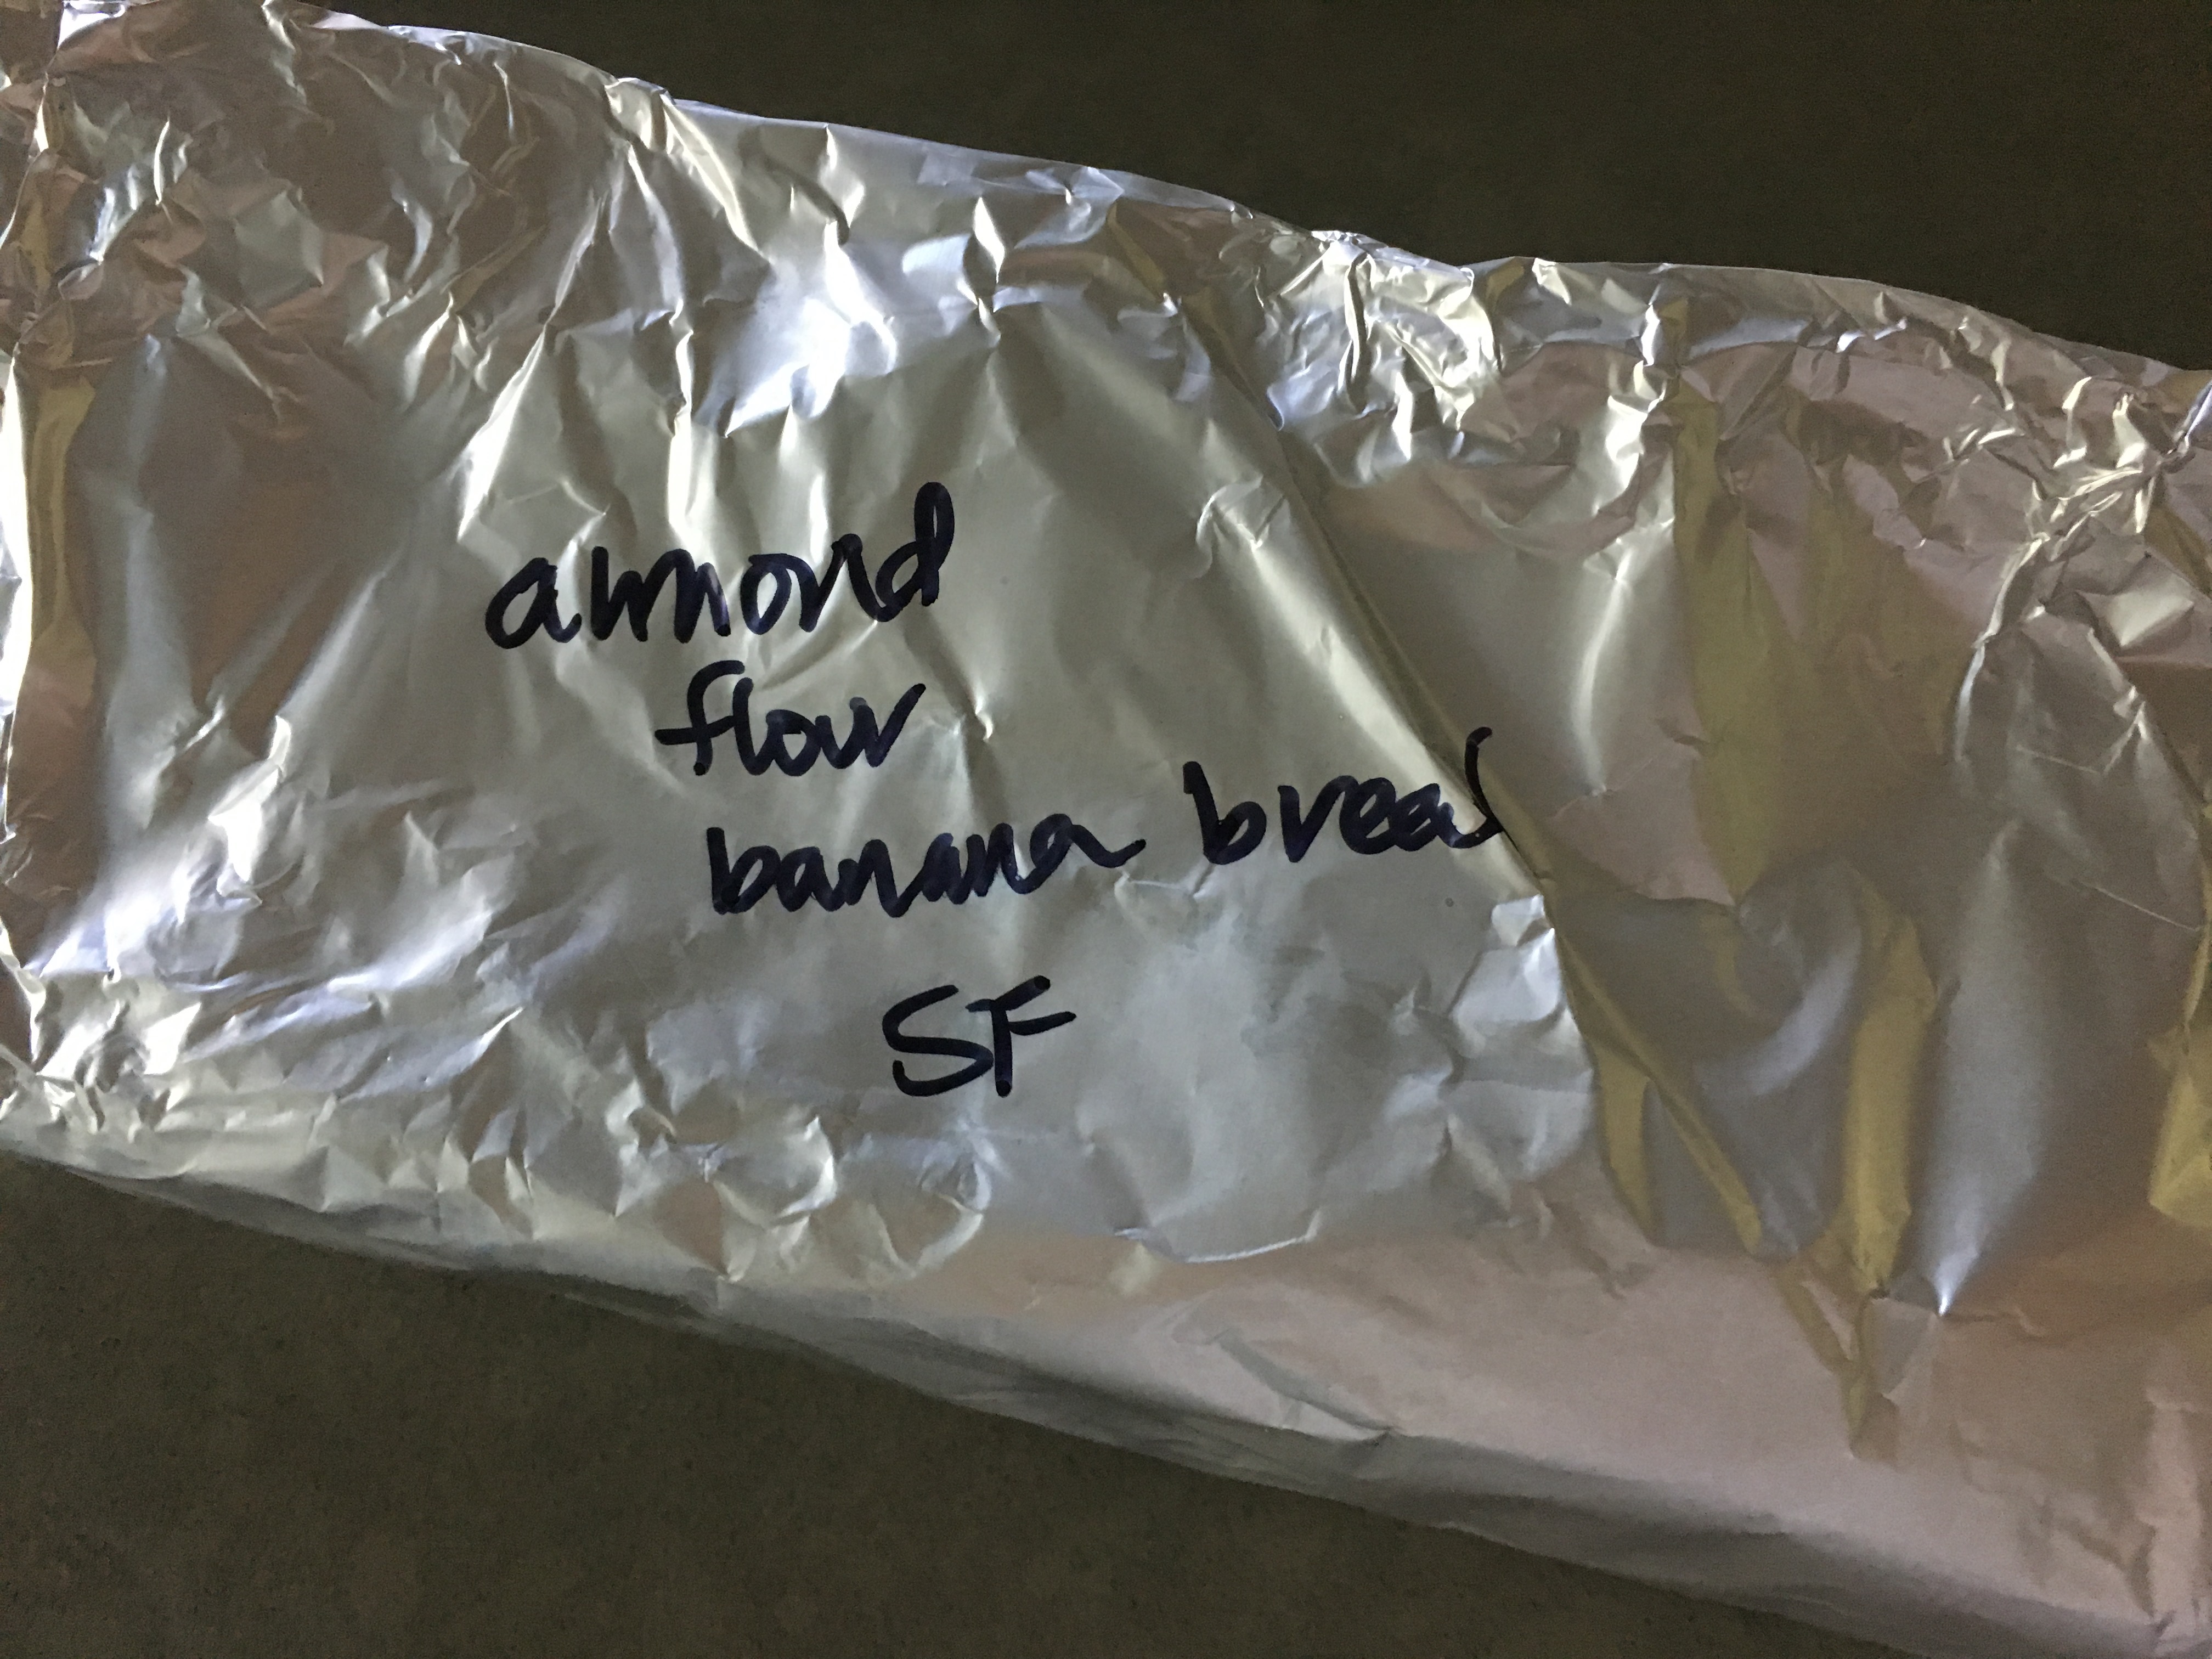 almond
flour
banana bread
SF